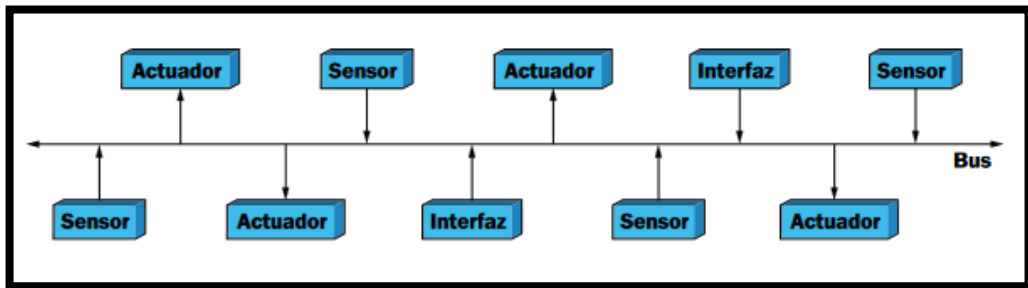 Actuador
Sensor
Actuador
Interfaz
Sensor
Bus
Sensor
Actuador
Interfaz
Sensor
Actuador